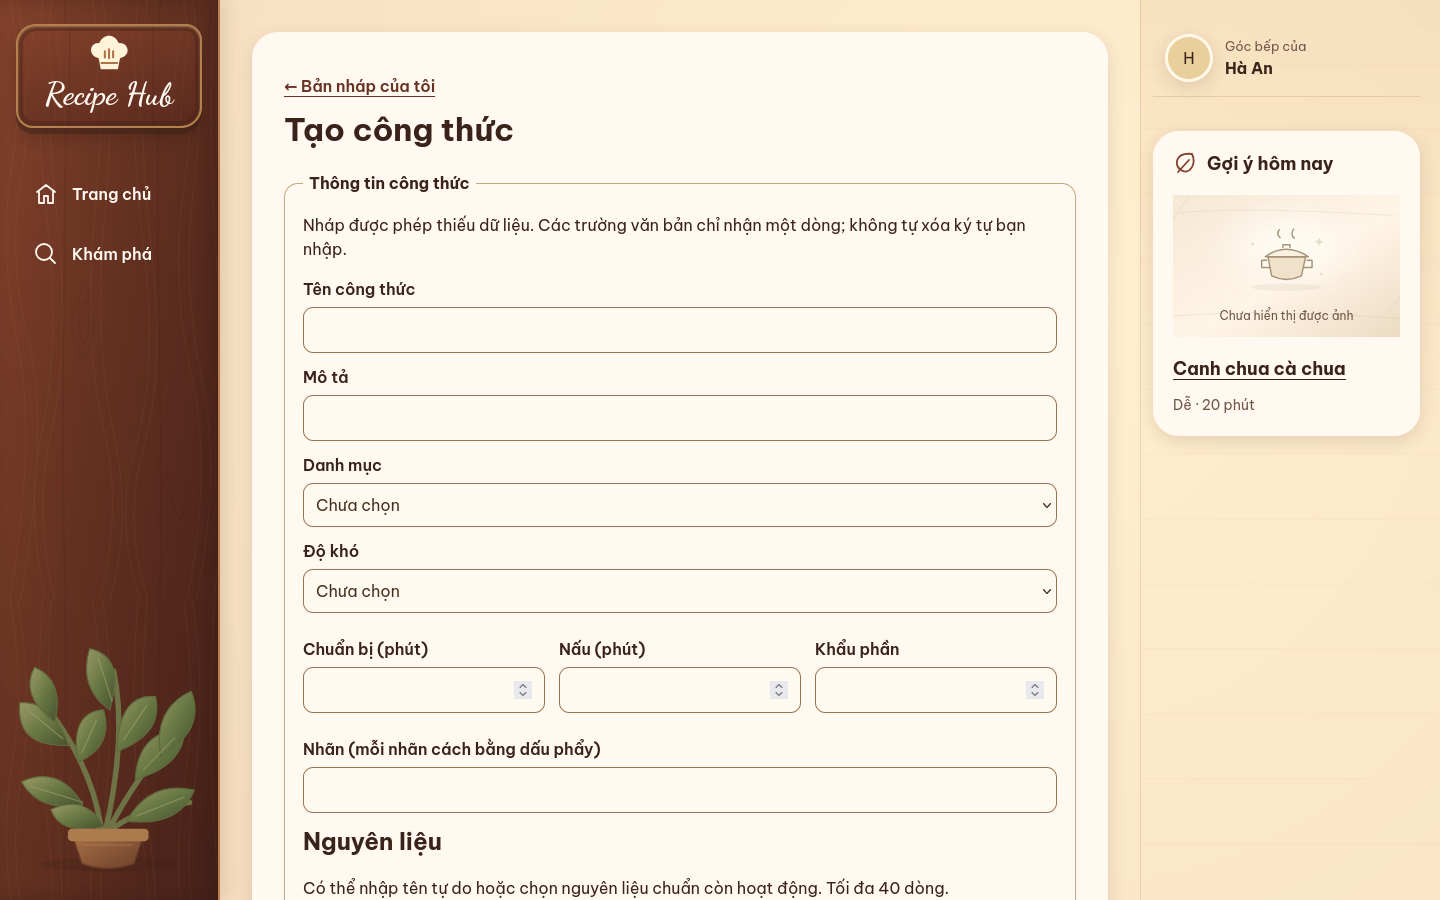 Recipe Hub
Trang chủ
Khám phá
← Bản nháp của tôi
Tạo công thức
Thông tin công thức
Nháp được phép thiếu dữ liệu. Các trường văn bản chỉ nhận một dòng; không tự xóa ký tự bạn
nhập.
Tên công thức
Mô tả
Danh mục
Chưa chọn
Độ khó
Chưa chọn
Chuẩn bị (phút)
Nấu (phút)
Khẩu phần
Nhãn (mỗi nhãn cách bằng dấu phẩy)
Nguyên liệu
Có thể nhập tên tự do hoặc chọn nguyên liệu chuẩn còn hoạt động. Tối đa 40 dòng.
H
Góc bếp của
Hà An
Gợi ý hôm nay
Chưa hiển thị được ảnh
Canh chua cà chua
Dễ · 20 phút